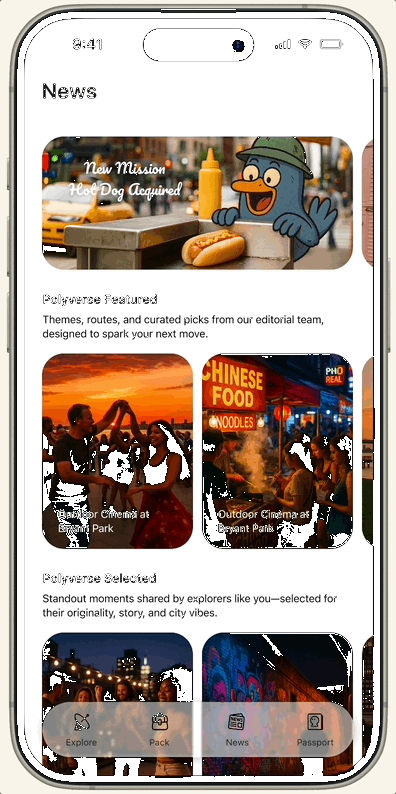 9:41
News
New Mission
Hot Dog Acquired
Polyverse Featured
Themes, routes, and curated picks from our editorial team,
designed to spark your next move.
CHINESE
FOOD
NOODLES
PHO
REAL
Outdoor Cinema at
Bryant Park
Outdoor Cinema at
Bryant Park
Polyverse Selected
Standout moments shared by explorers like you—selected for
their originality, story, and city vibes.
Explore
Pack
News
Passport